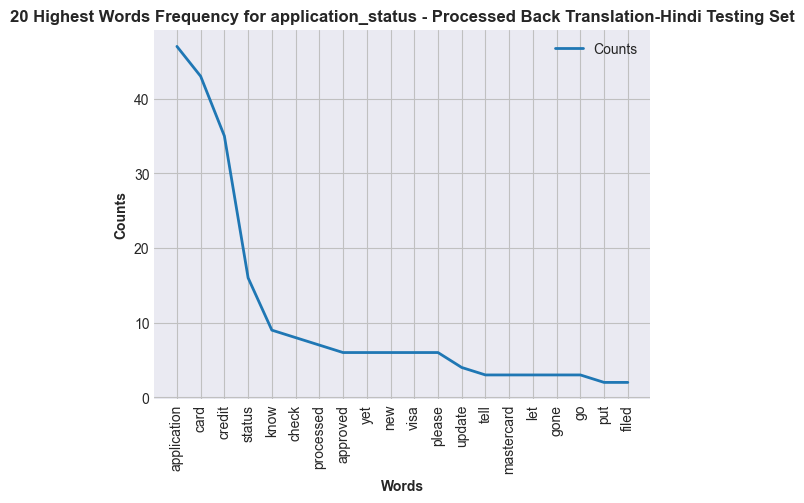 20 Highest Words Frequency for application_status - Processed Back Translation-Hindi Testing Set
Counts
40
30
20
10
0
Counts
application
card
credit
status
know
check
processed
approved
yet
new
visa
please
update
tell
mastercard
let
gone
go
put
filed
Words